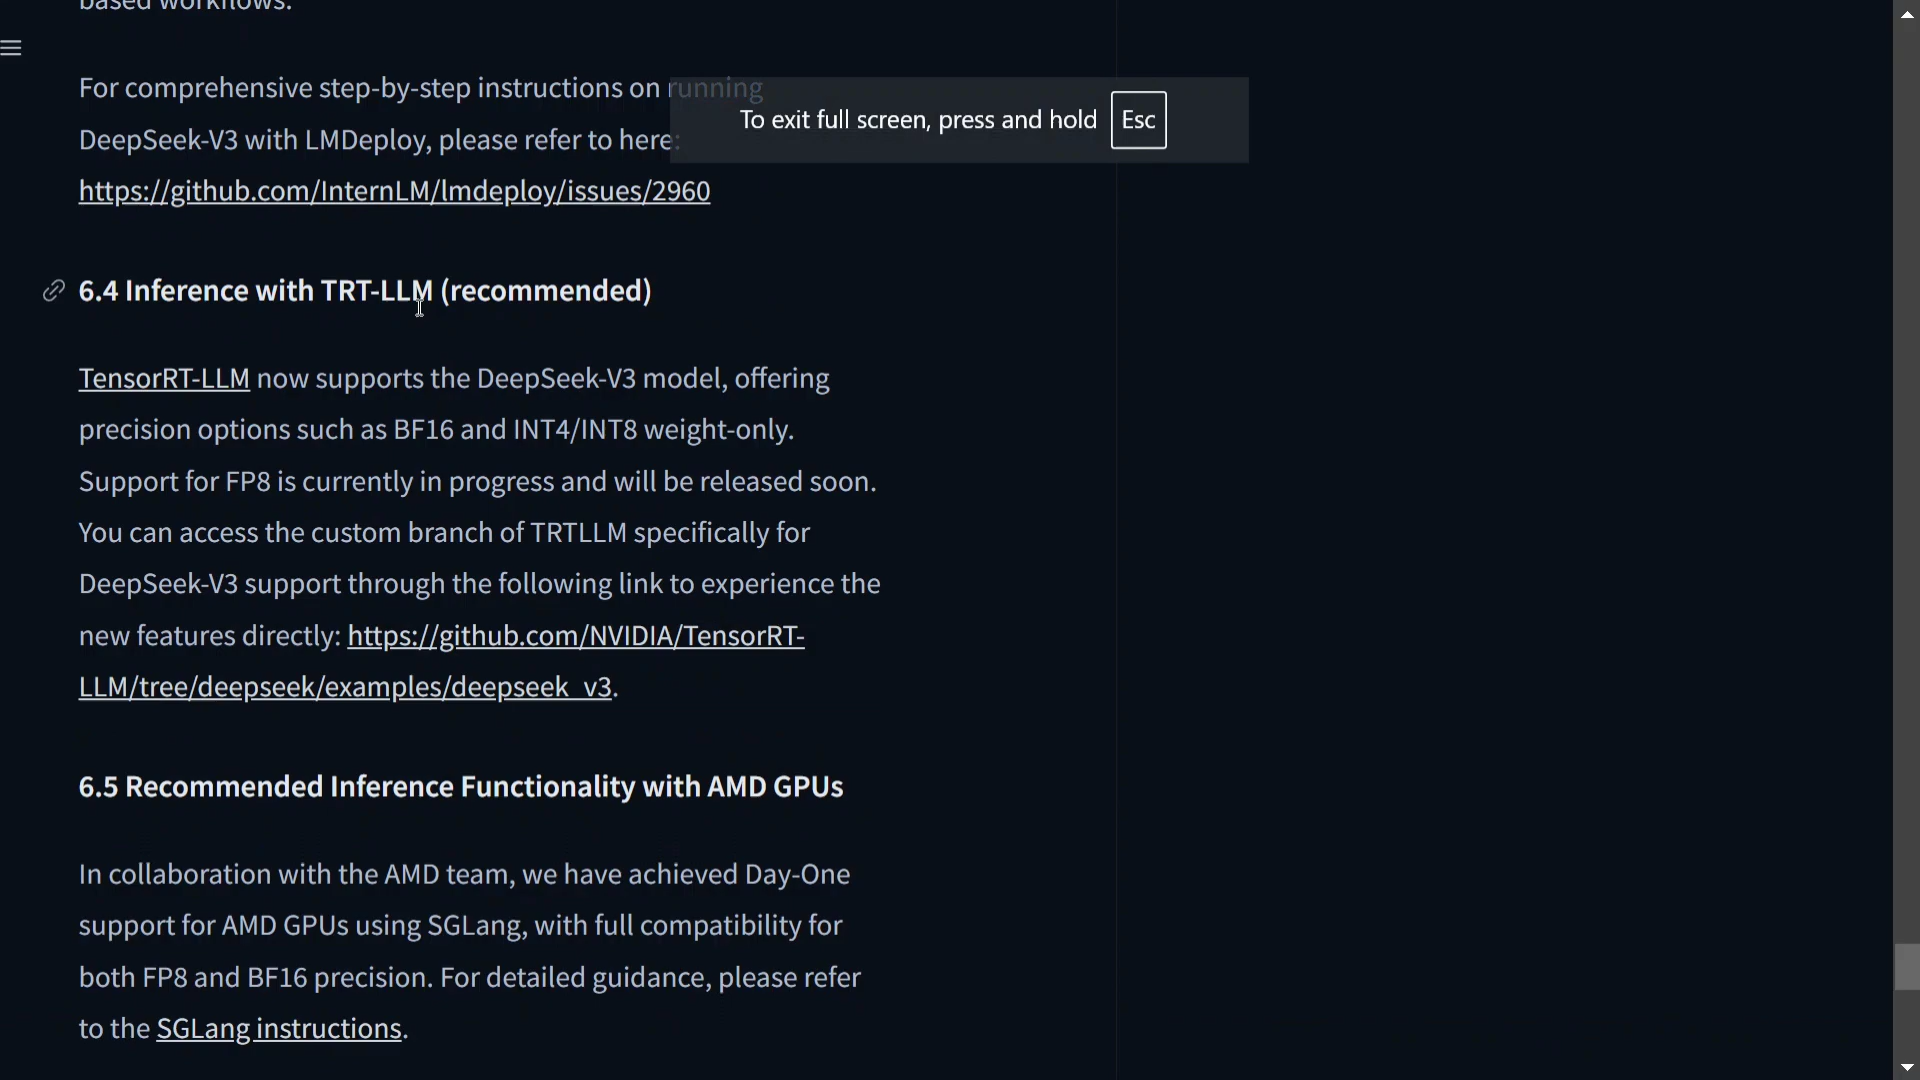 based workflows.
For comprehensive step-by-step instructions on running
To exit full screen, press and hold Esc
DeepSeek-V3 with LMDeploy, please refer to here:
https://github.com/InternLM/lmdeploy/issues/2960
6.4 Inference with TRT-LLM (recommended)
TensorRT-LLM now supports the DeepSeek-V3 model, offering
precision options such as BF16 and INT4/INT8 weight-only.
Support for FP8 is currently in progress and will be released soon.
You can access the custom branch of TRTLLM specifically for
DeepSeek-V3 support through the following link to experience the
new features directly: https://github.com/NVIDIA/TensorRT-
LLM/tree/deepseek/examples/deepseek_v3.
6.5 Recommended Inference Functionality with AMD GPUs
In collaboration with the AMD team, we have achieved Day-One
support for AMD GPUs using SGLang, with full compatibility for
both FP8 and BF16 precision. For detailed guidance, please refer
to the SGLang instructions.